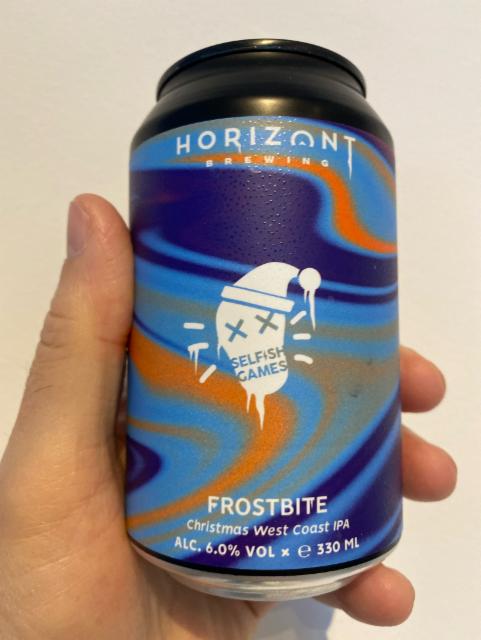 HORIZONT
BREWING
SELFISH
GAMES
FROSTBITE
Christmas West Coast IPA
ALC. 6.0% VOL × ℮ 330 ML